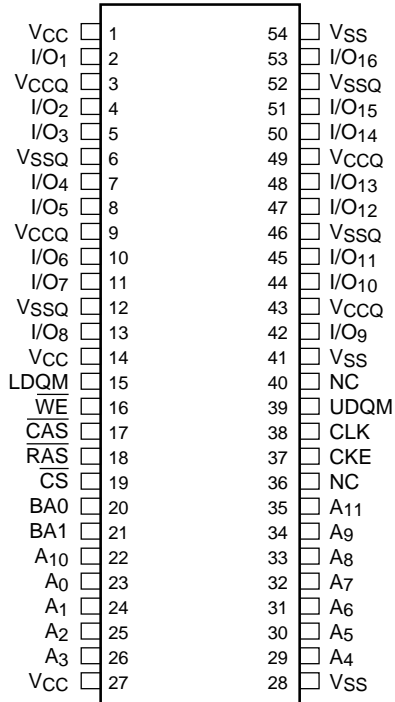 VCC 1 54 VSS
I/O1 2 53 I/O16
VCCQ 3 52 VSSQ
I/O2 4 51 I/O15
I/O3 5 50 I/O14
VSSQ 6 49 VCCQ
I/O4 7 48 I/O13
I/O5 8 47 I/O12
VCCQ 9 46 VSSQ
I/O6 10 45 I/O11
I/O7 11 44 I/O10
VSSQ 12 43 VCCQ
I/O8 13 42 I/O9
VCC 14 41 VSS
LDQM 15 40 NC
WE 16 39 UDQM
CAS 17 38 CLK
RAS 18 37 CKE
CS 19 36 NC
BA0 20 35 A11
BA1 21 34 A9
A10 22 33 A8
A0 23 32 A7
A1 24 31 A6
A2 25 30 A5
A3 26 29 A4
VCC 27 28 VSS